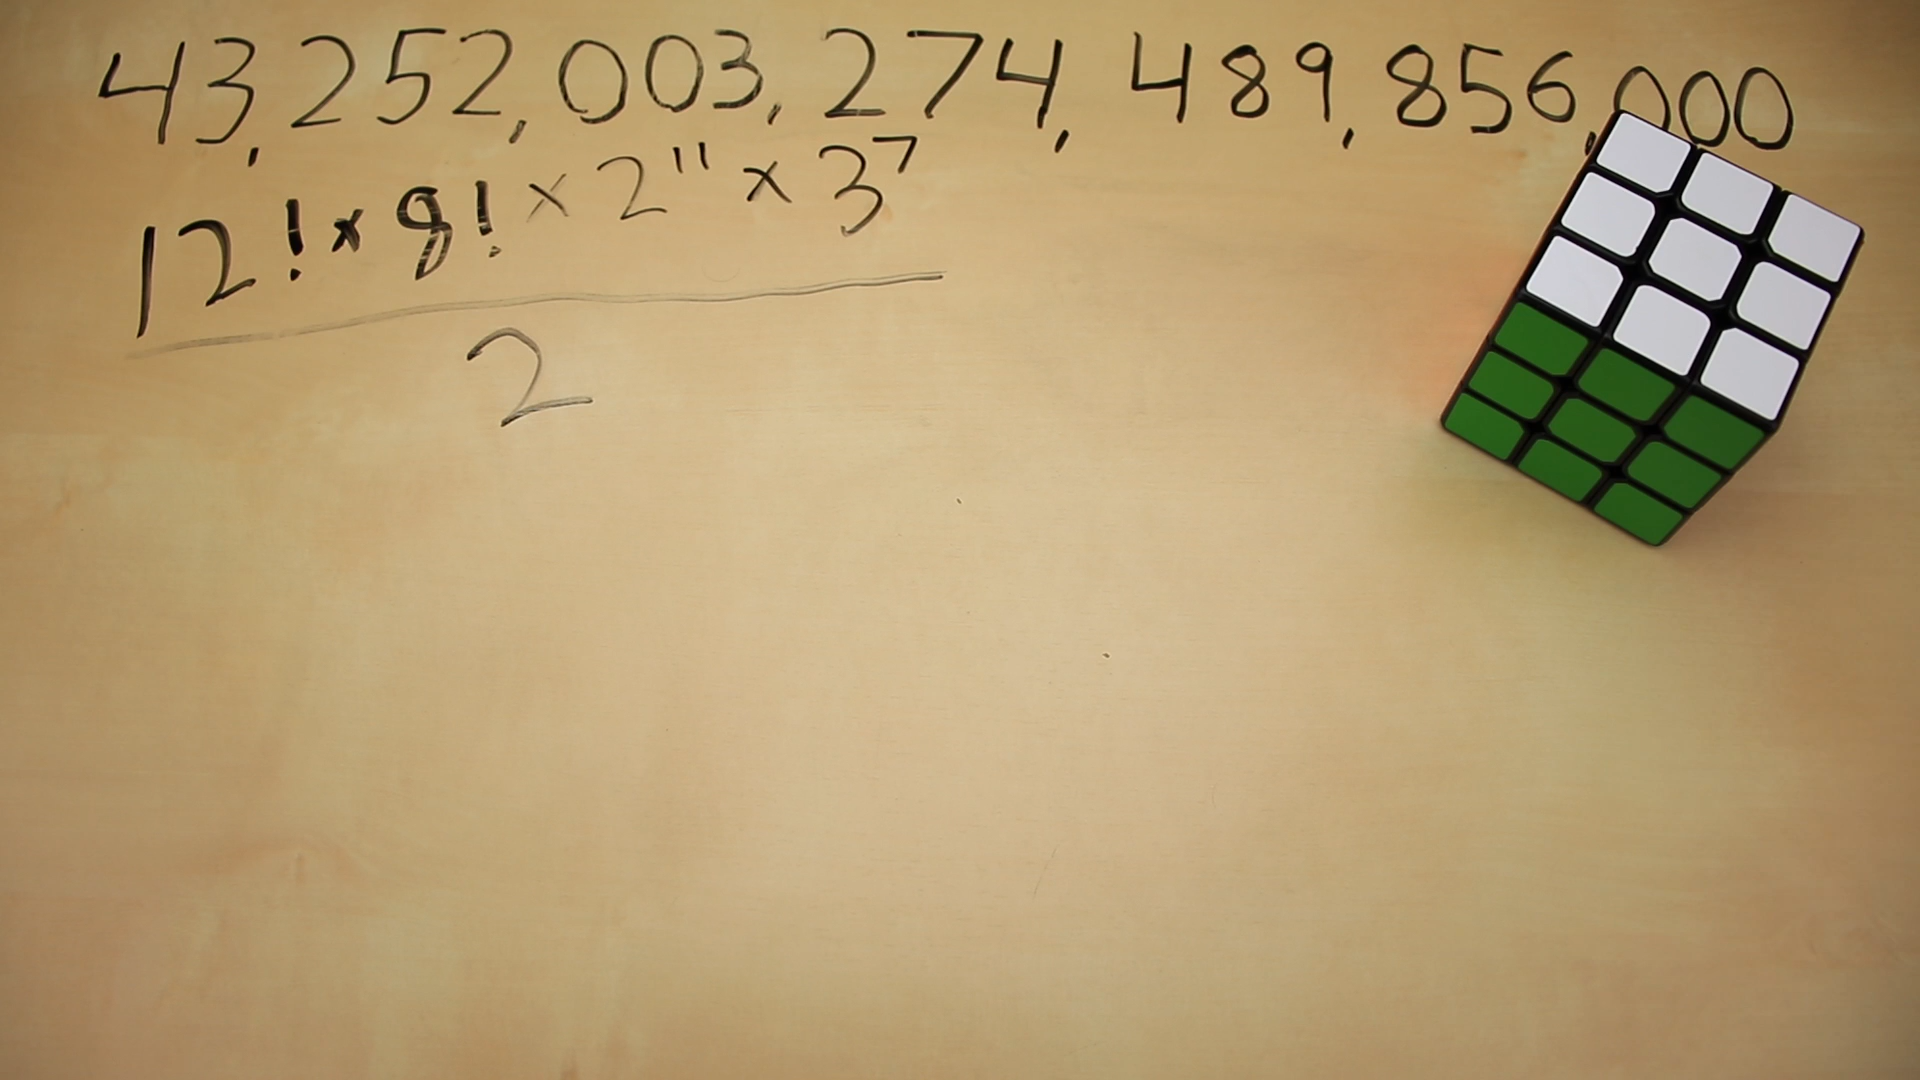 43,252,003,274,489,856,000
12! × 8! × 2¹¹ × 3⁷
2